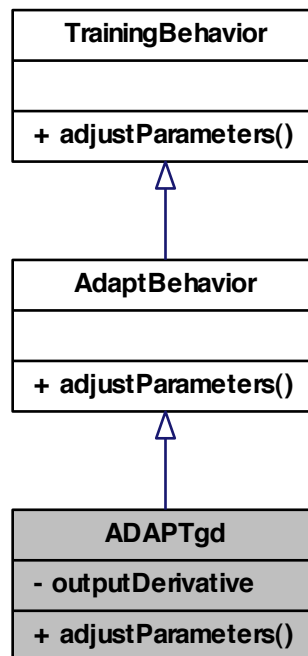 TrainingBehavior
+ adjustParameters()
AdaptBehavior
+ adjustParameters()
ADAPTgd
- outputDerivative
+ adjustParameters()